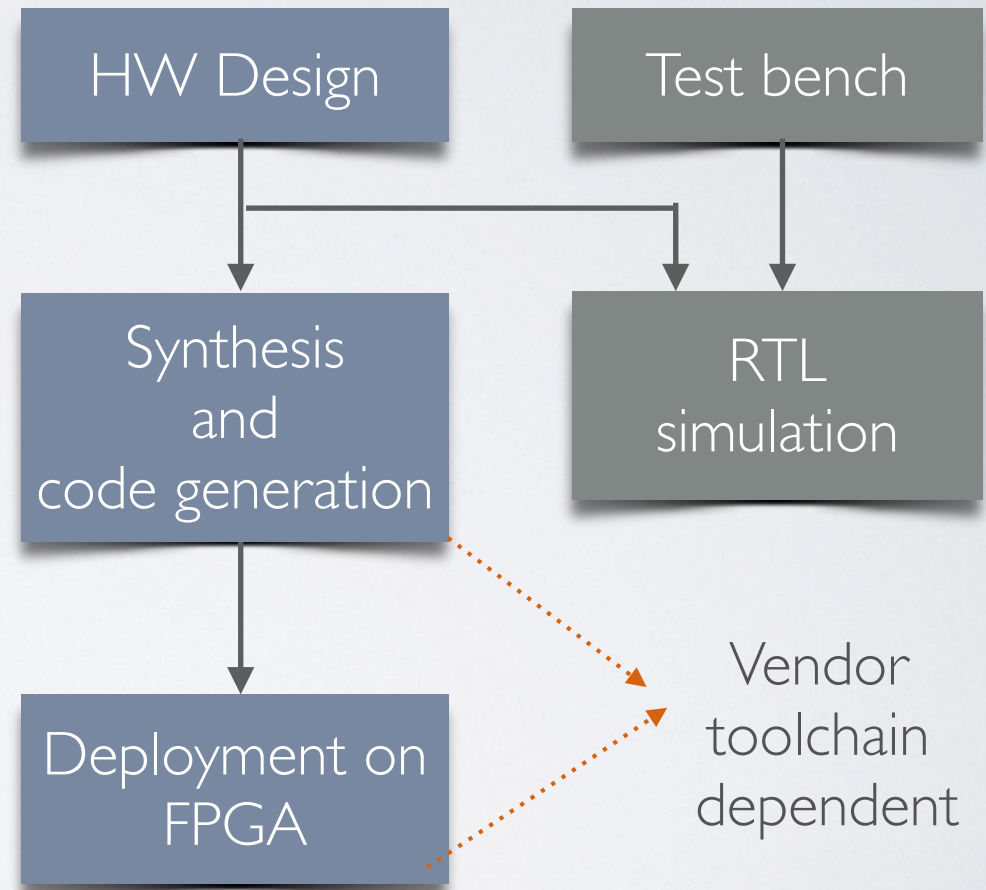 HW Design
Test bench
Synthesis
and
code generation
RTL
simulation
Deployment on
FPGA
Vendor
toolchain
dependent